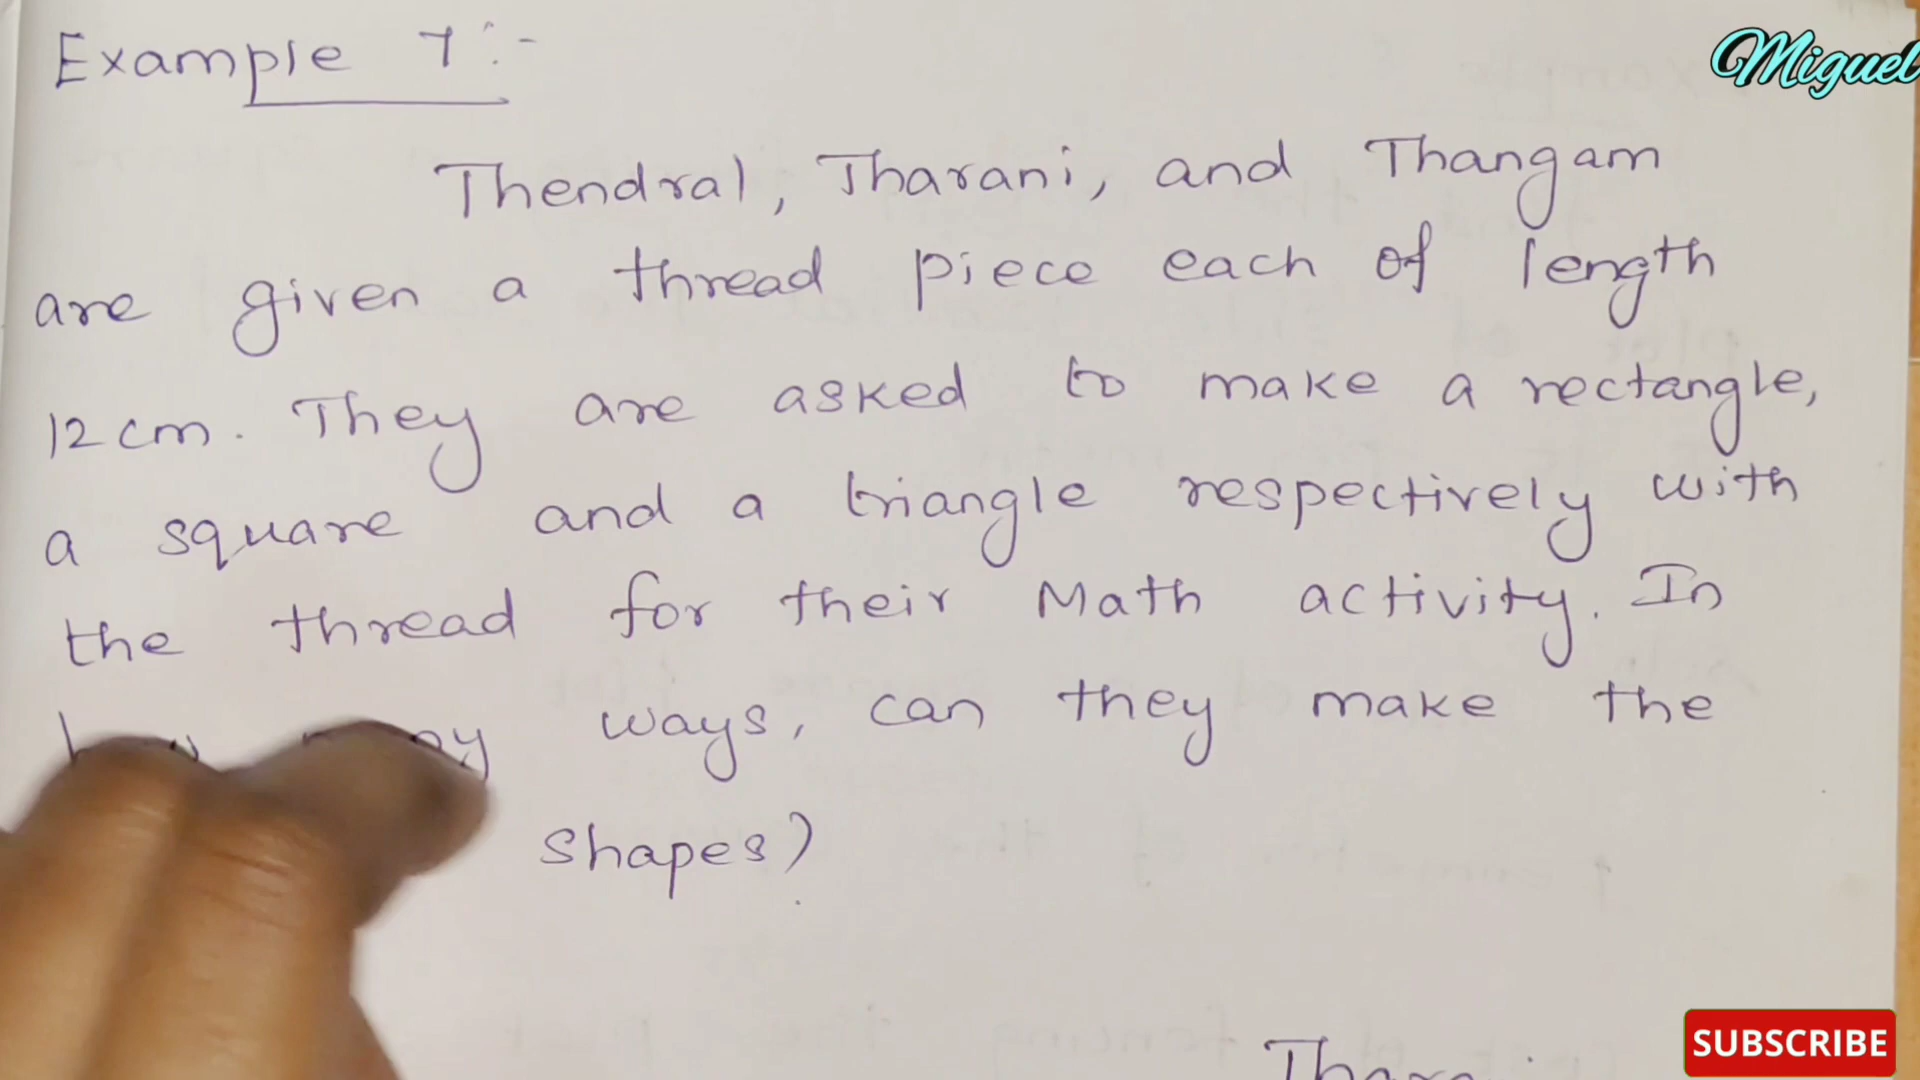 Example 7:-
Miguel
Thendral, Tharani, and Thangam
are given a thread piece each of length
12cm. They are asked to make a rectangle,
a square and a triangle respectively with
the thread for their Math activity. In
ways, can they make the
shapes?
SUBSCRIBE